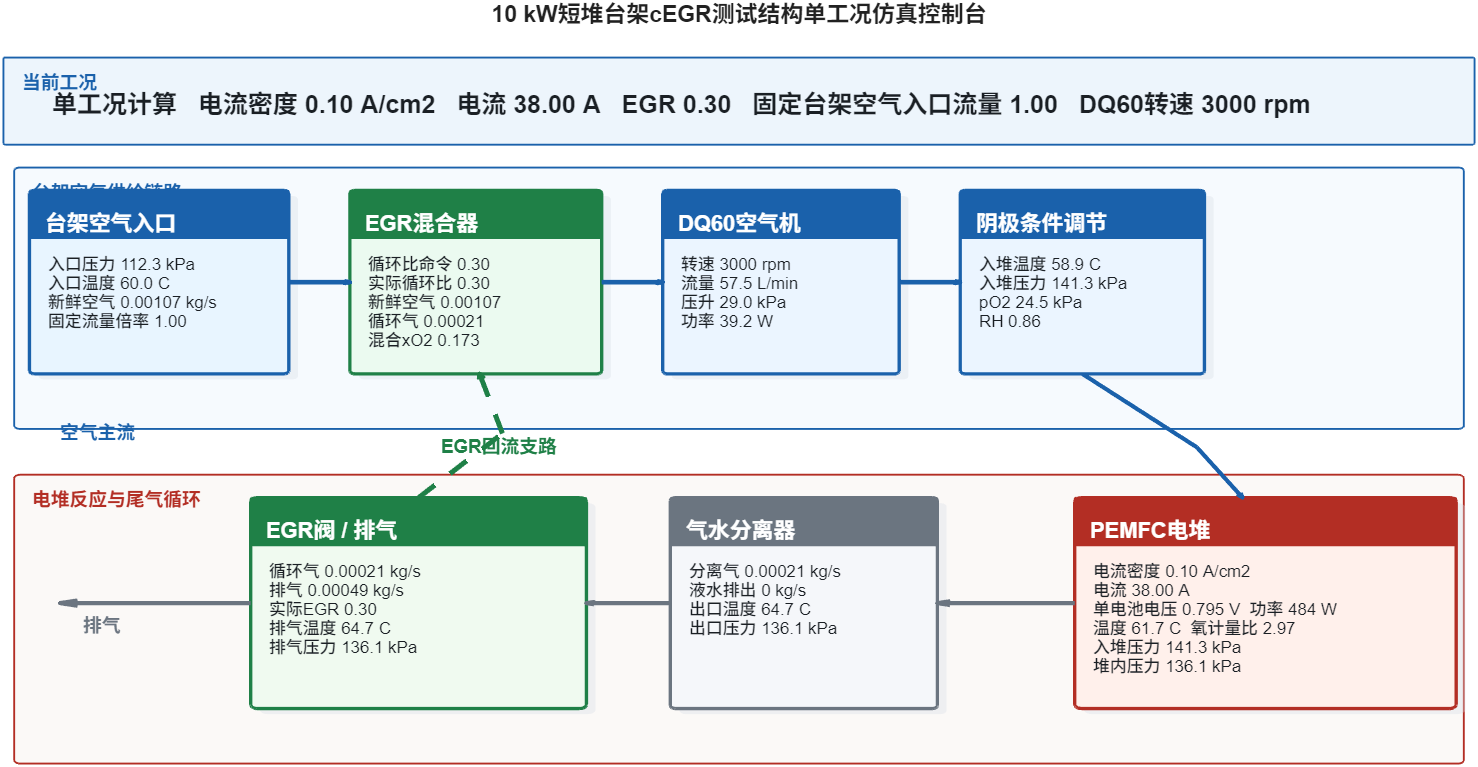 10 kW短堆台架cEGR测试结构单工况仿真控制台
当前工况
单工况计算 电流密度 0.10 A/cm2 电流 38.00 A EGR 0.30 固定台架空气入口流量 1.00 DQ60转速 3000 rpm
台架空气供给链路
台架空气入口
入口压力 112.3 kPa
入口温度 60.0 C
新鲜空气 0.00107 kg/s
固定流量倍率 1.00
EGR混合器
循环比命令 0.30
实际循环比 0.30
新鲜空气 0.00107
循环气 0.00021
混合xO2 0.173
DQ60空气机
转速 3000 rpm
流量 57.5 L/min
压升 29.0 kPa
功率 39.2 W
阴极条件调节
入堆温度 58.9 C
入堆压力 141.3 kPa
pO2 24.5 kPa
RH 0.86
空气主流
EGR回流支路
电堆反应与尾气循环
排气
EGR阀 / 排气
循环气 0.00021 kg/s
排气 0.00049 kg/s
实际EGR 0.30
排气温度 64.7 C
排气压力 136.1 kPa
气水分离器
分离气 0.00021 kg/s
液水排出 0 kg/s
出口温度 64.7 C
出口压力 136.1 kPa
PEMFC电堆
电流密度 0.10 A/cm2
电流 38.00 A
单电池电压 0.795 V 功率 484 W
温度 61.7 C 氧计量比 2.97
入堆压力 141.3 kPa
堆内压力 136.1 kPa